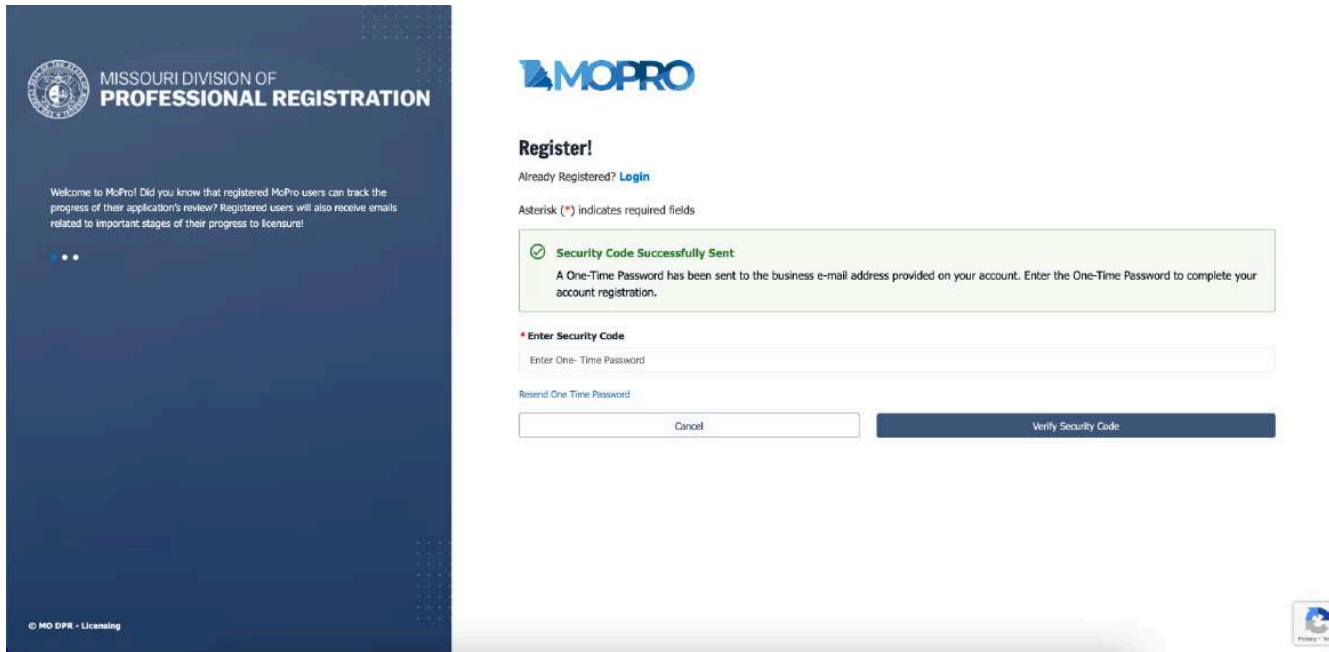 MISSOURI DIVISION OF
PROFESSIONAL REGISTRATION
Welcome to MoPro! Did you know that registered MoPro users can track the
progress of their application's review? Registered users will also receive emails
related to important stages of their progress to licensure!
© MO DPR - Licensing
MOPRO
Register!
Already Registered? Login
Asterisk (*) indicates required fields
Security Code Successfully Sent
A One-Time Password has been sent to the business e-mail address provided on your account. Enter the One-Time Password to complete your
account registration.
* Enter Security Code
Enter One- Time Password
Resend One Time Password
Cancel
Verify Security Code
Privacy